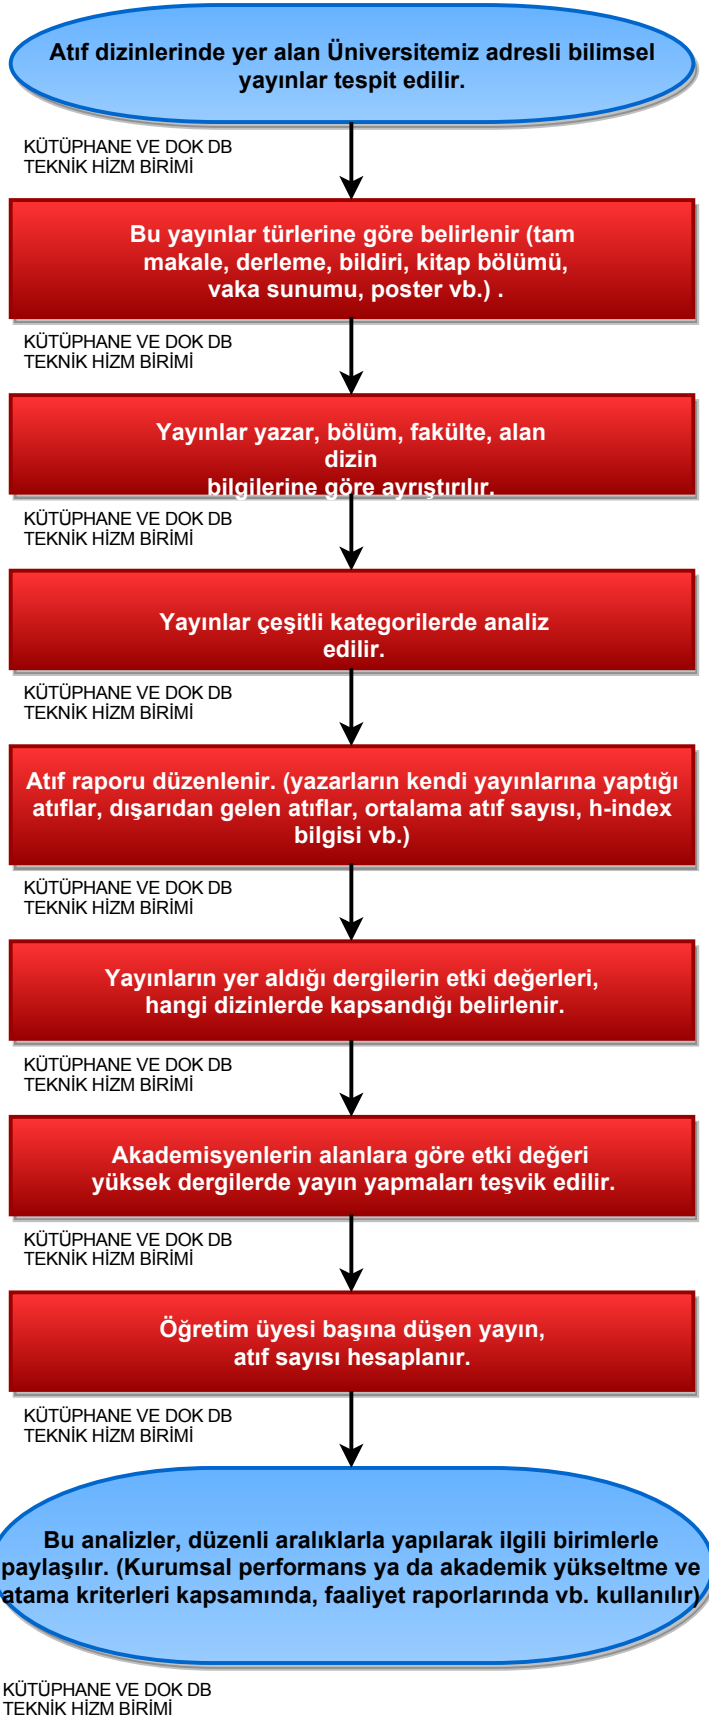 Atıf dizinlerinde yer alan Üniversitemiz adresli bilimsel
yayınlar tespit edilir.
KÜTÜPHANE VE DOK DB
TEKNİK HİZM BİRİMİ
Bu yayınlar türlerine göre belirlenir (tam
makale, derleme, bildiri, kitap bölümü,
vaka sunumu, poster vb.) .
KÜTÜPHANE VE DOK DB
TEKNİK HİZM BİRİMİ
Yayınlar yazar, bölüm, fakülte, alan
dizin
bilgilerine göre ayrıştırılır.
KÜTÜPHANE VE DOK DB
TEKNİK HİZM BİRİMİ
Yayınlar çeşitli kategorilerde analiz
edilir.
KÜTÜPHANE VE DOK DB
TEKNİK HİZM BİRİMİ
Atıf raporu düzenlenir. (yazarların kendi yayınlarına yaptığı
atıflar, dışarıdan gelen atıflar, ortalama atıf sayısı, h-index
bilgisi vb.)
KÜTÜPHANE VE DOK DB
TEKNİK HİZM BİRİMİ
Yayınların yer aldığı dergilerin etki değerleri,
hangi dizinlerde kapsandığı belirlenir.
KÜTÜPHANE VE DOK DB
TEKNİK HİZM BİRİMİ
Akademisyenlerin alanlara göre etki değeri
yüksek dergilerde yayın yapmaları teşvik edilir.
KÜTÜPHANE VE DOK DB
TEKNİK HİZM BİRİMİ
Öğretim üyesi başına düşen yayın,
atıf sayısı hesaplanır.
KÜTÜPHANE VE DOK DB
TEKNİK HİZM BİRİMİ
Bu analizler, düzenli aralıklarla yapılarak ilgili birimlerle
paylaşılır. (Kurumsal performans ya da akademik yükseltme ve
atama kriterleri kapsamında, faaliyet raporlarında vb. kullanılır)
KÜTÜPHANE VE DOK DB
TEKNİK HİZM BİRİMİ